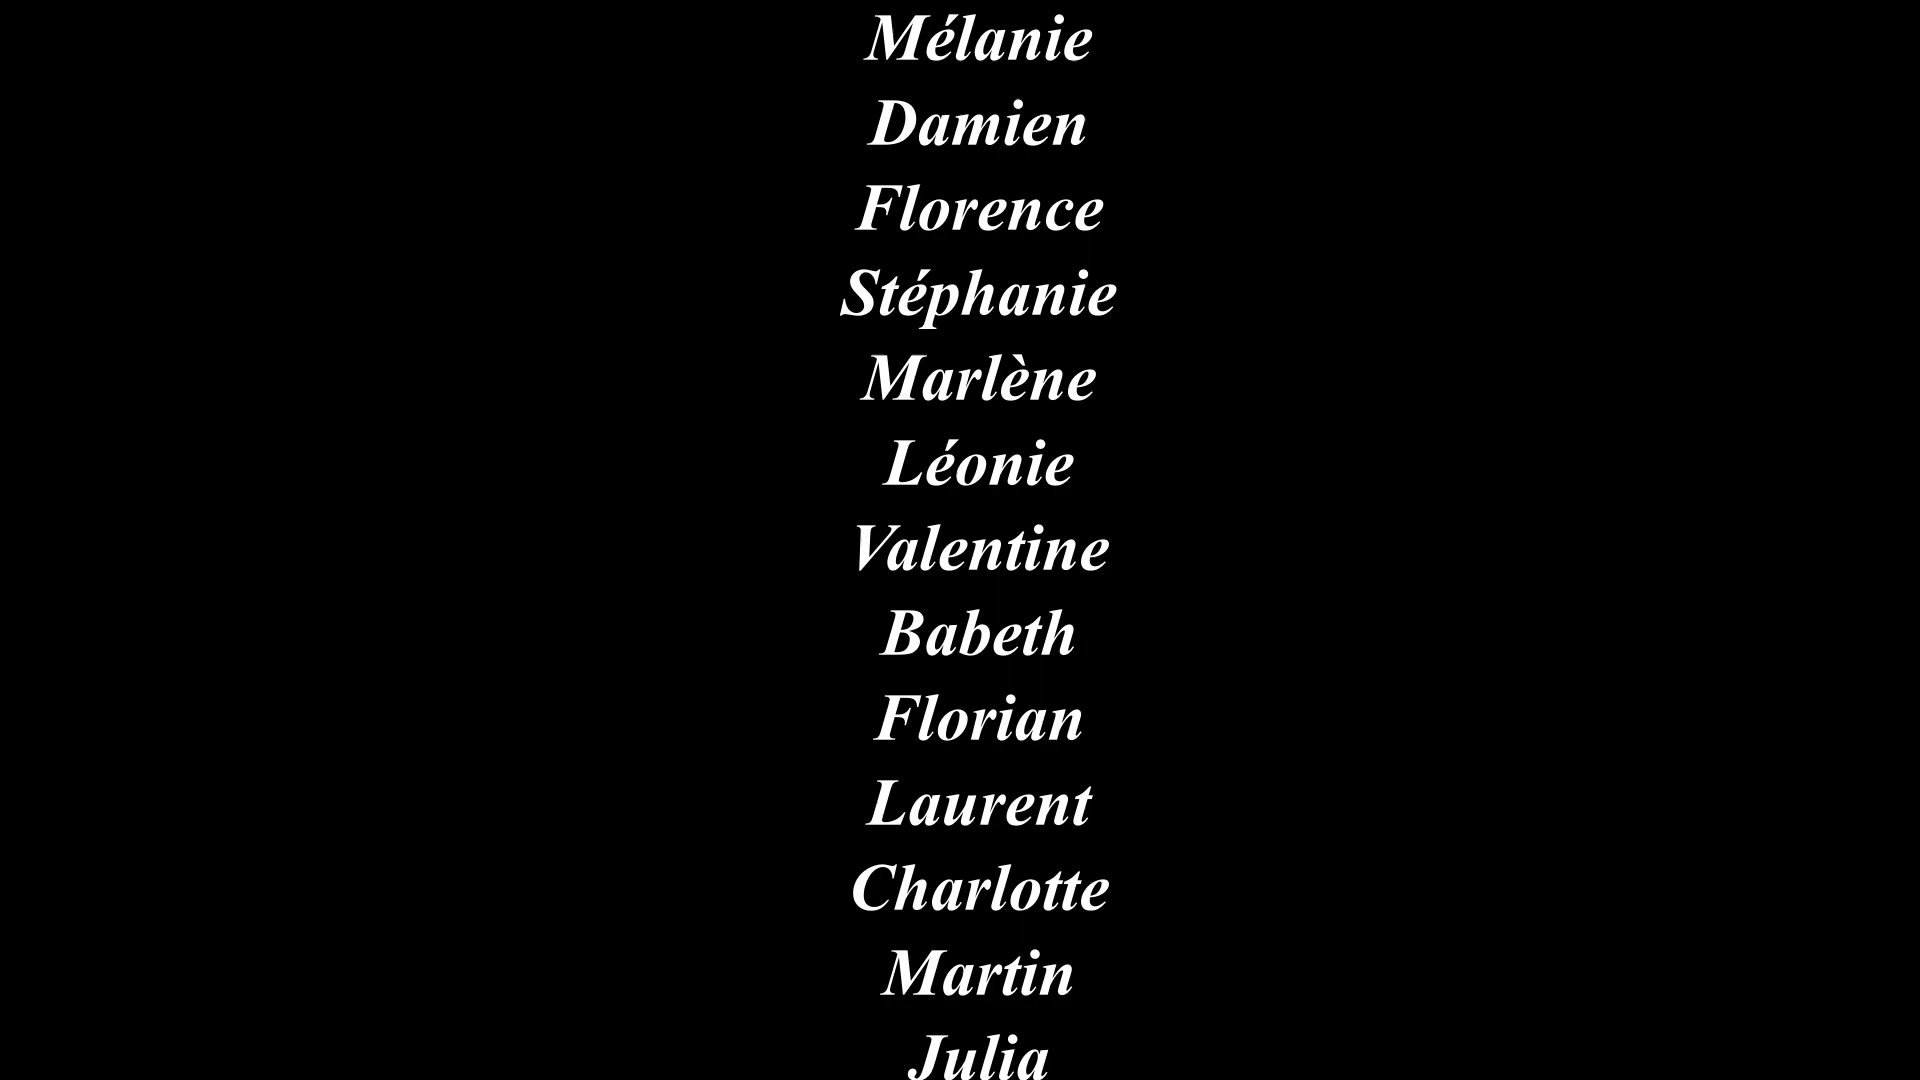 Mélanie
Damien
Florence
Stéphanie
Marlène
Léonie
Valentine
Babeth
Florian
Laurent
Charlotte
Martin
Julia